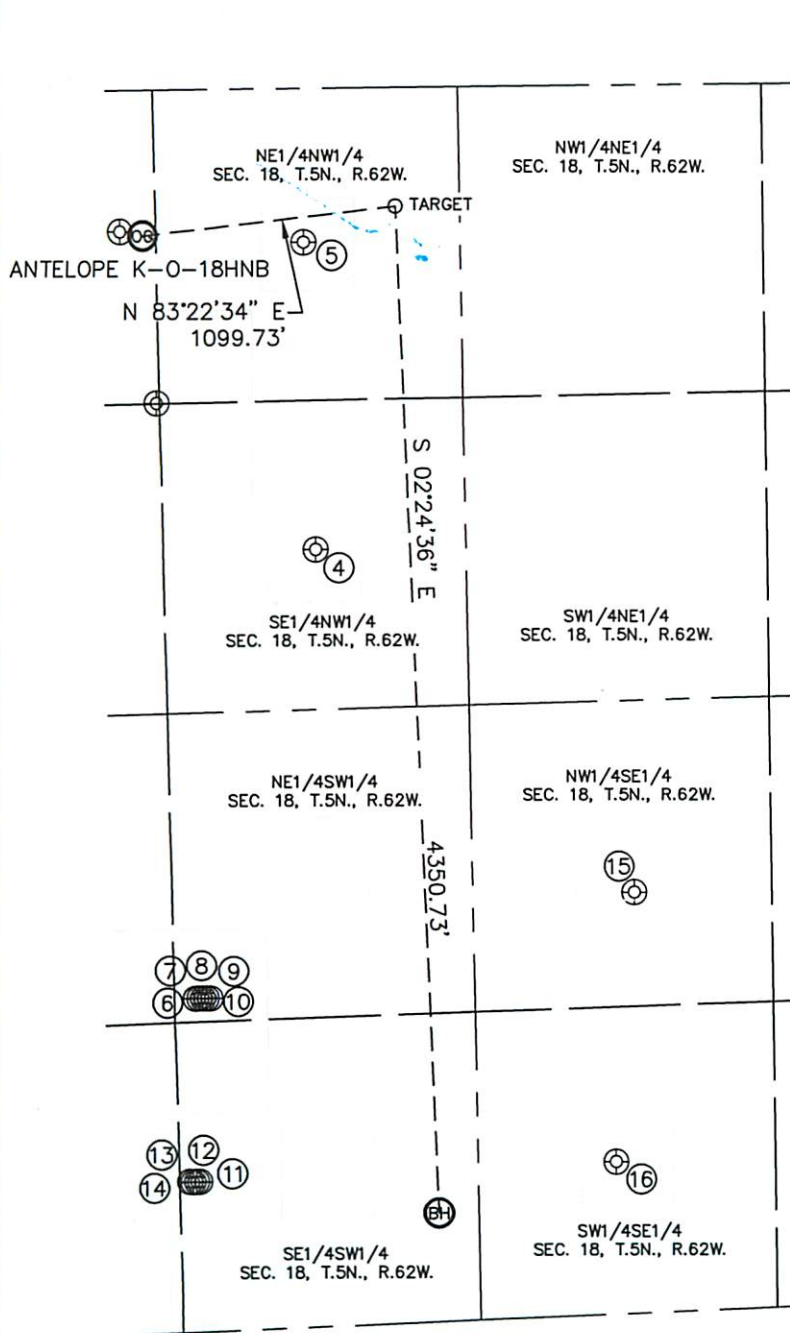 NE1/4NW1/4
SEC. 18, T.5N., R.62W.
NW1/4NE1/4
SEC. 18, T.5N., R.62W.
TARGET
OG
5
ANTELOPE K-O-18HNB
N 83°22'34" E
1099.73'
S 02°24'36" E
4
SE1/4NW1/4
SEC. 18, T.5N., R.62W.
SW1/4NE1/4
SEC. 18, T.5N., R.62W.
NE1/4SW1/4
SEC. 18, T.5N., R.62W.
NW1/4SE1/4
SEC. 18, T.5N., R.62W.
4350.73'
15
7 8 9
6 10
13 12
14 11
16
BH
SE1/4SW1/4
SEC. 18, T.5N., R.62W.
SW1/4SE1/4
SEC. 18, T.5N., R.62W.